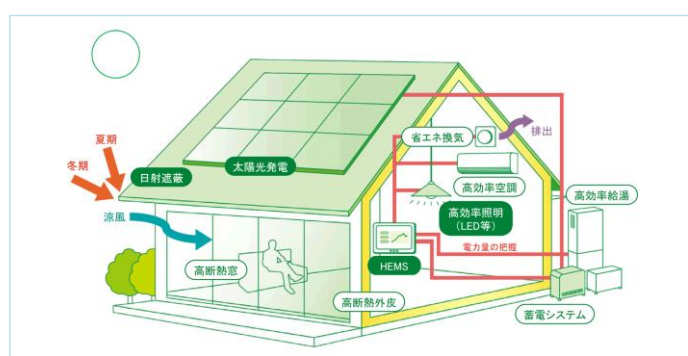 夏期
冬期
日射遮蔽
太陽光発電
省エネ換気
排出
高効率空調
高効率給湯
高効率照明
(LED等)
涼風
電力量の把握
高断熱窓
HEMS
高断熱外皮
蓄電システム